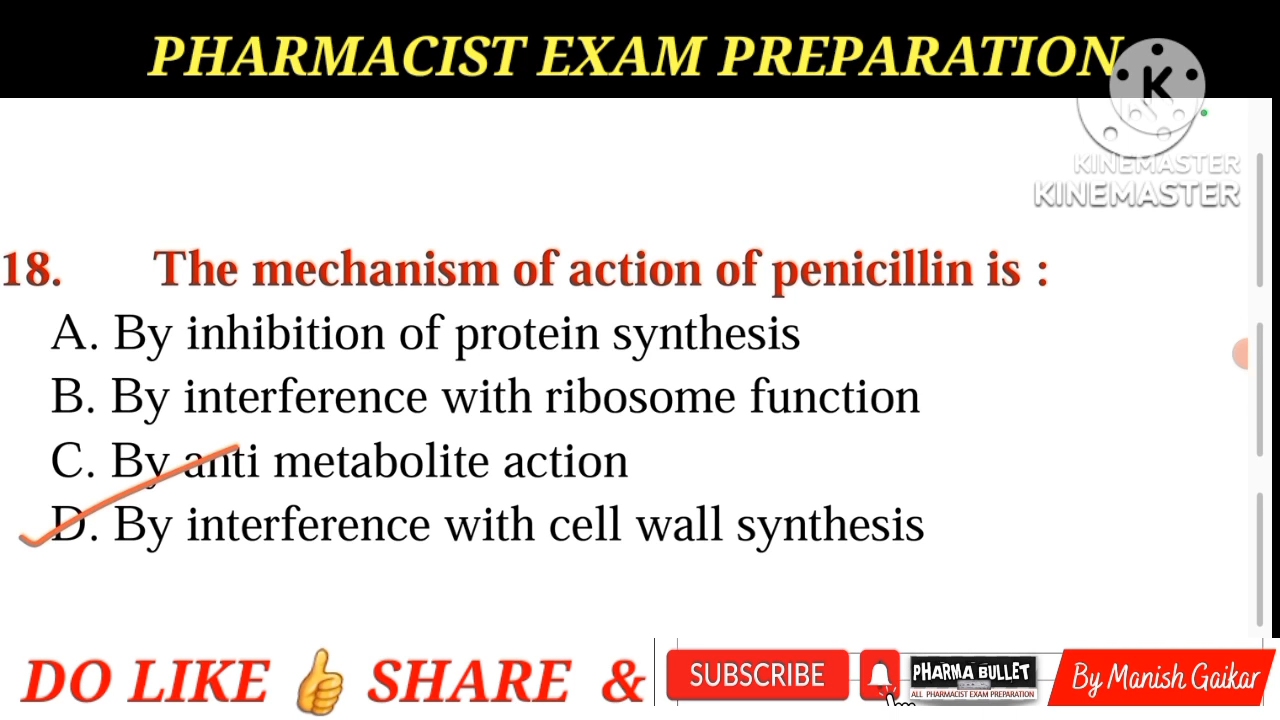 PHARMACIST EXAM PREPARATION
K
KINEMASTER
KINEMASTER
18. The mechanism of action of penicillin is :
A. By inhibition of protein synthesis
B. By interference with ribosome function
C. By anti metabolite action
D. By interference with cell wall synthesis
DO LIKE 👍 SHARE &
SUBSCRIBE
PHARMA BULLET
ALL PHARMACIST EXAM PREPARATION
By Manish Gaikar